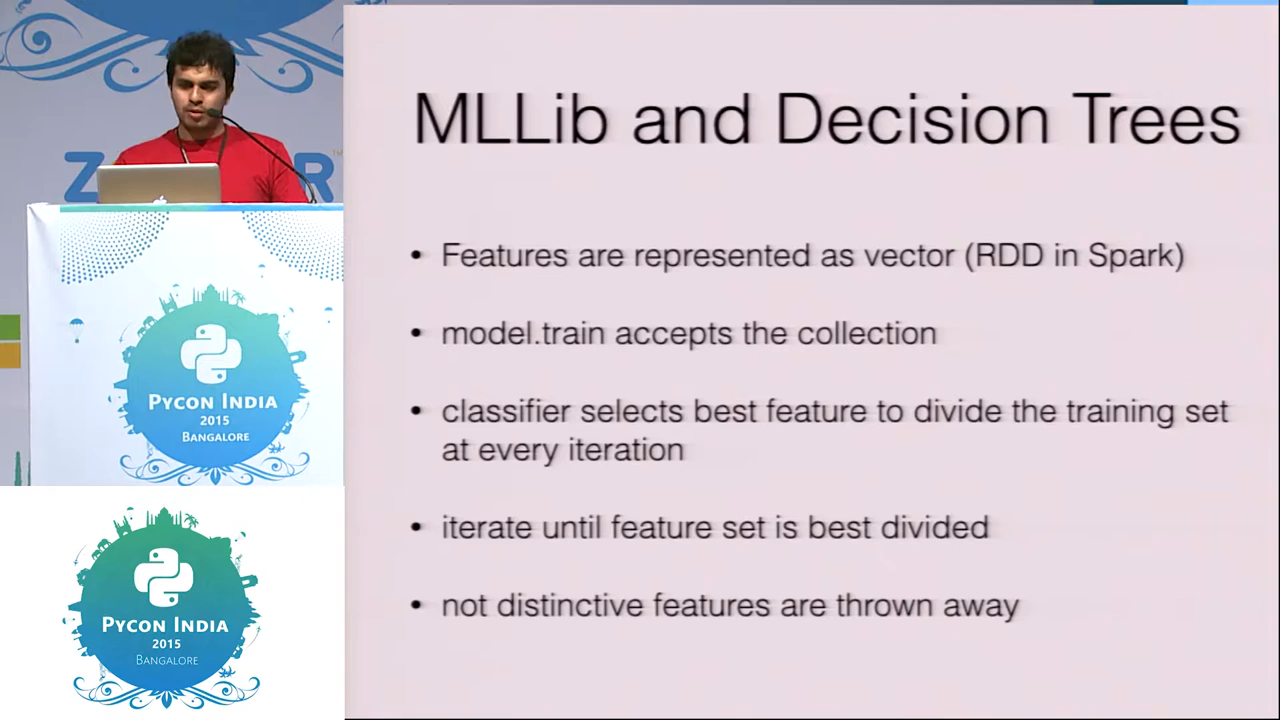 MLLib and Decision Trees
• Features are represented as vector (RDD in Spark)
• model.train accepts the collection
• classifier selects best feature to divide the training set
at every iteration
• iterate until feature set is best divided
• not distinctive features are thrown away
PYCON INDIA
2015
BANGALORE
PYCON INDIA
2015
BANGALORE